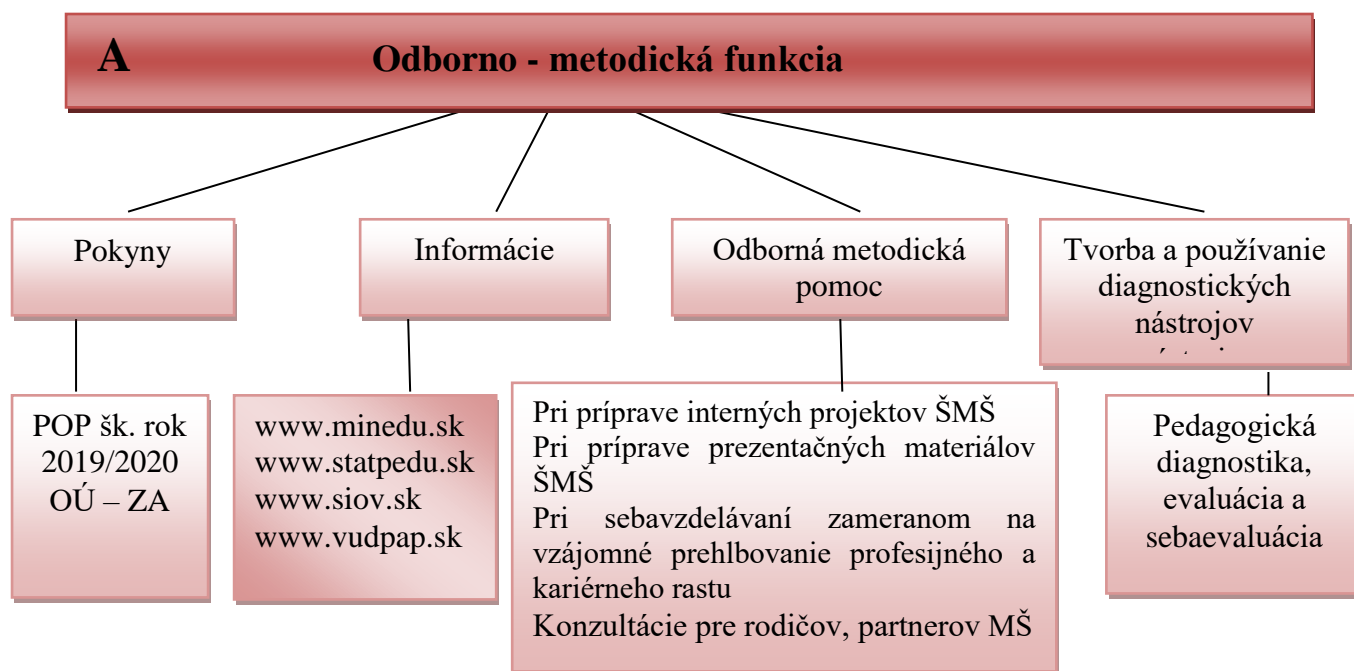 A Odborno - metodická funkcia
Pokyny
Informácie
Odborná metodická
pomoc
Tvorba a používanie
diagnostických
nástrojov
POP šk. rok
2019/2020
OÚ – ZA
www.minedu.sk
www.statpedu.sk
www.siov.sk
www.vudpap.sk
Pri príprave interných projektov ŠMŠ
Pri príprave prezentačných materiálov
ŠMŠ
Pri sebavzdelávaní zameranom na
vzájomné prehlbovanie profesijného a
kariérneho rastu
Konzultácie pre rodičov, partnerov MŠ
Pedagogická
diagnostika,
evaluácia a
sebaevaluácia